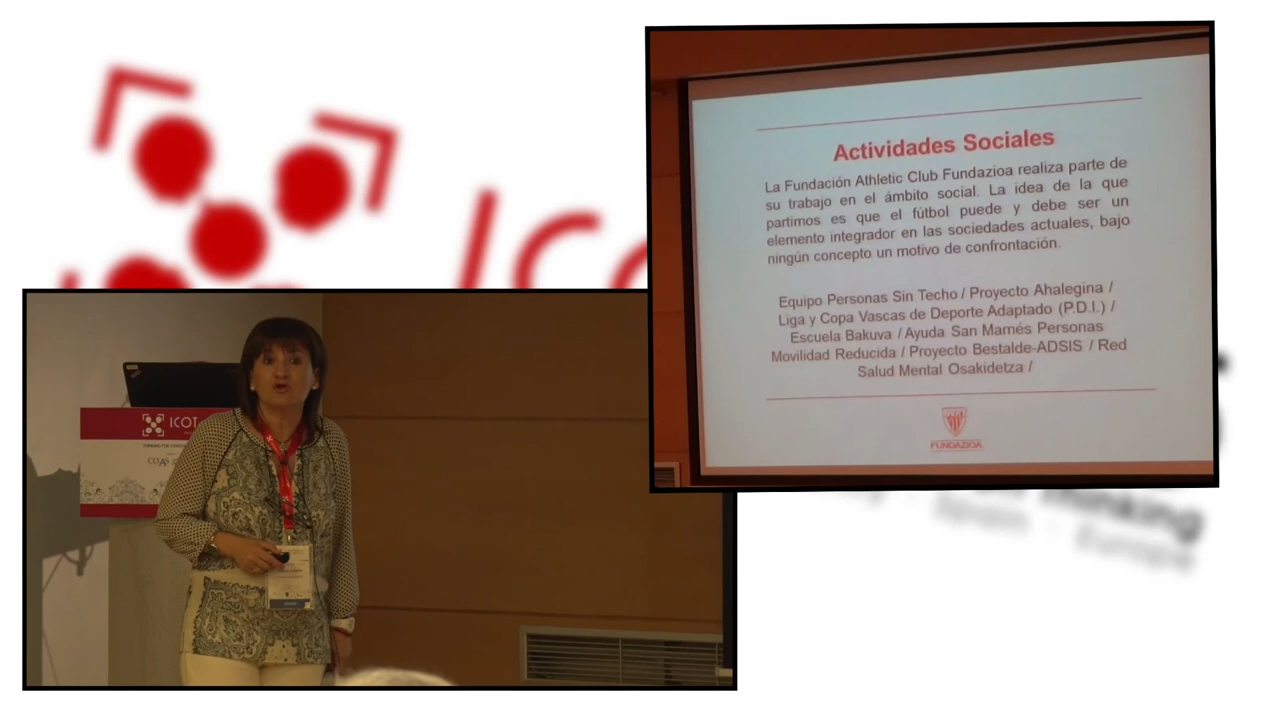 Actividades Sociales
La Fundación Athletic Club Fundazioa realiza parte de
su trabajo en el ámbito social. La idea de la que
partimos es que el fútbol puede y debe ser un
elemento integrador en las sociedades actuales, bajo
ningún concepto un motivo de confrontación.
Equipo Personas Sin Techo / Proyecto Ahalegina /
Liga y Copa Vascas de Deporte Adaptado (P.D.I.) /
Escuela Bakuva / Ayuda San Mamés Personas
Movilidad Reducida / Proyecto Bestalde-ADSIS / Red
Salud Mental Osakidetza /
FUNDAZIOA
ICOT
Thinking
Spain - Europe